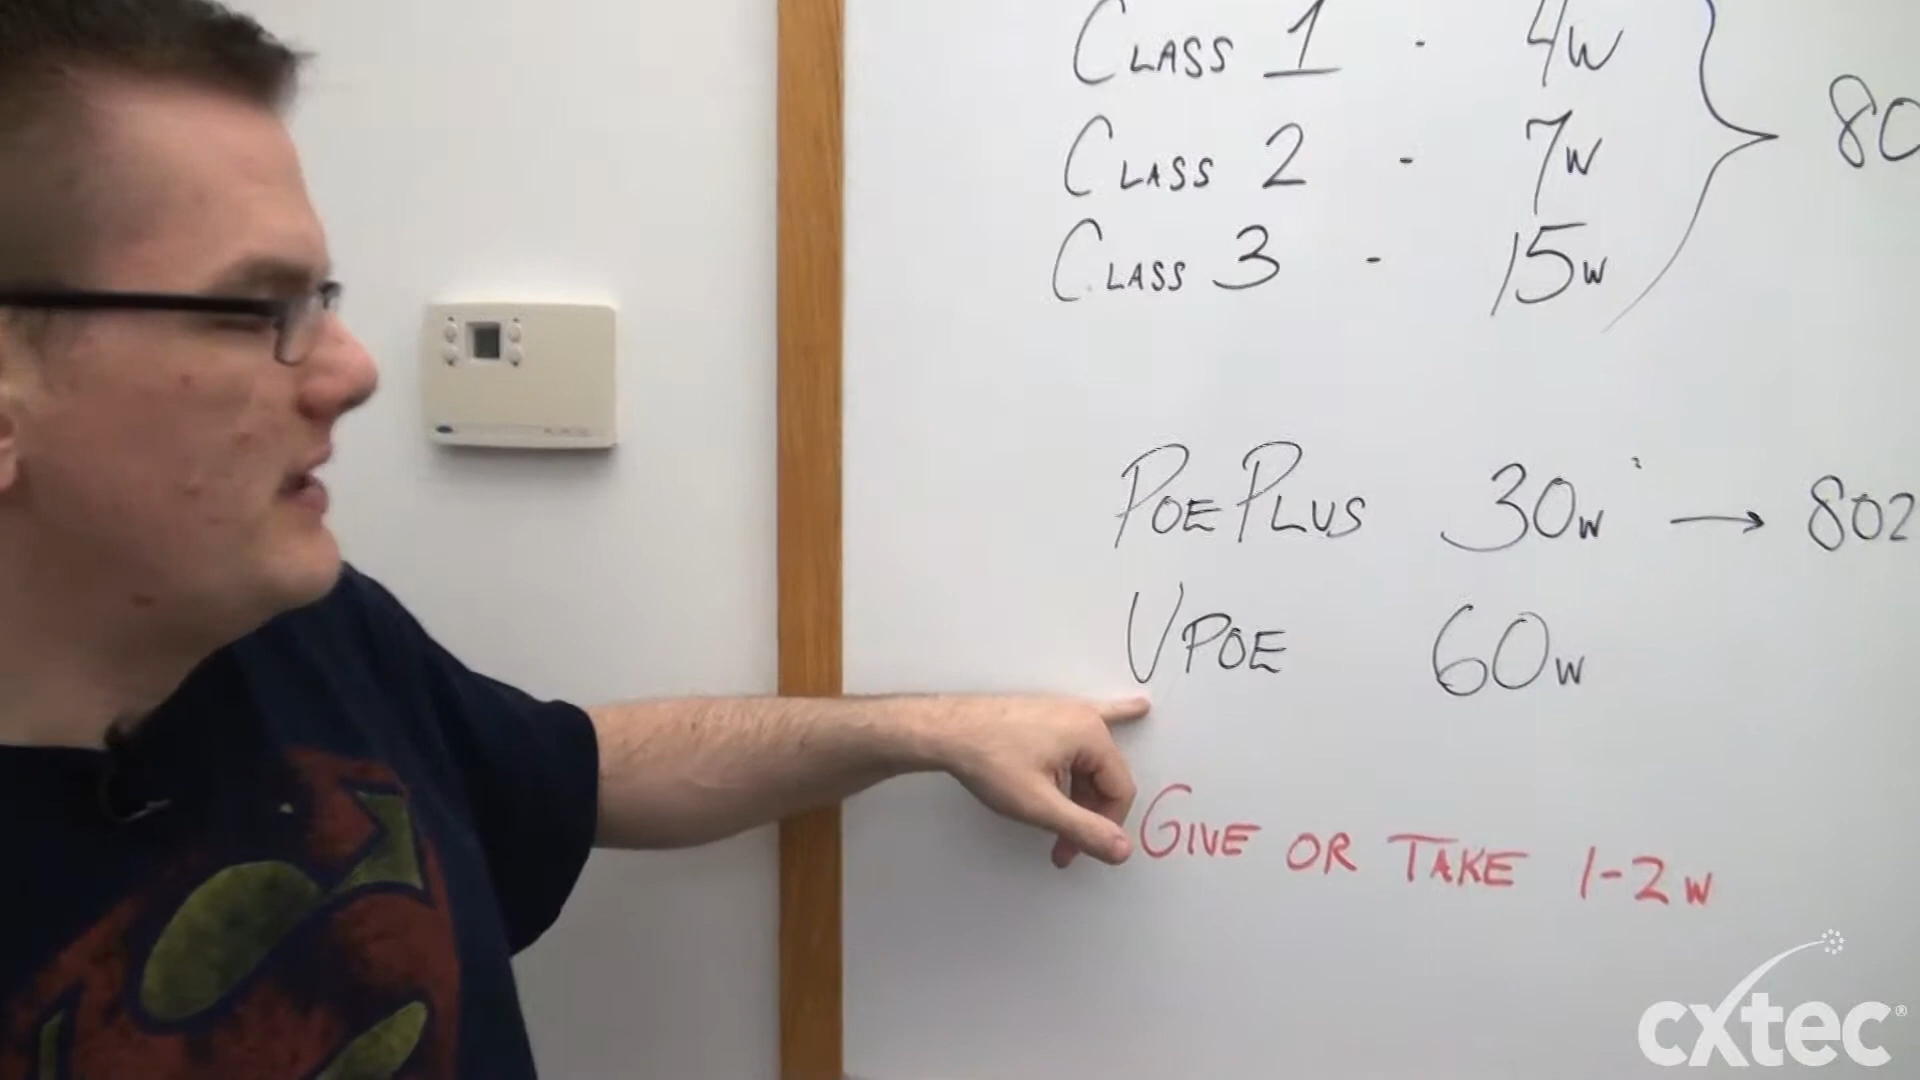 CLASS 1 - 4W
CLASS 2 - 7W
CLASS 3 - 15W
80
POE PLUS 30W → 802
UPOE 60W
GIVE OR TAKE 1-2W
cxtec®